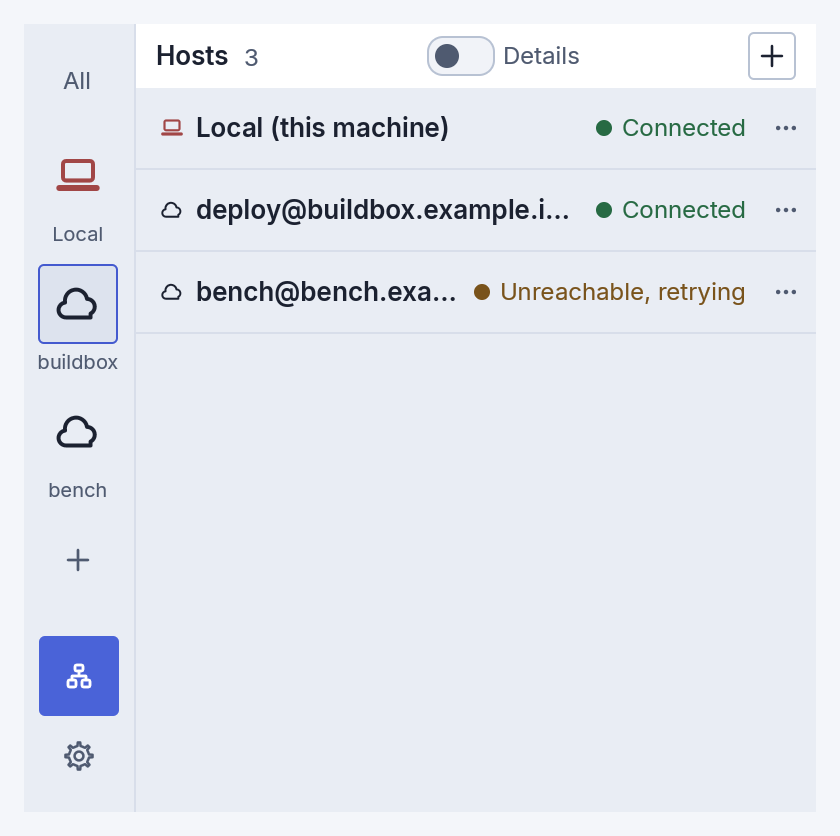 All
Local
buildbox
bench
Hosts 3
Details
Local (this machine)
Connected
deploy@buildbox.example.i...
Connected
bench@bench.exa...
Unreachable, retrying